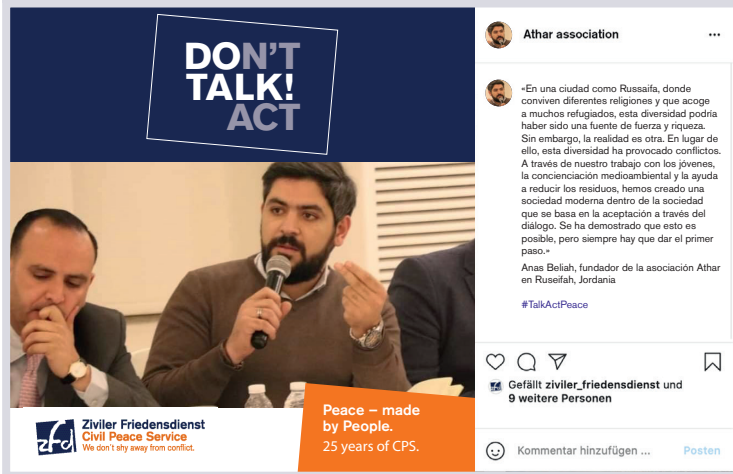 DON'T
TALK!
ACT
Ziviler Friedensdienst
Civil Peace Service
We don't shy away from conflict.
zfd
Peace – made
by People.
25 years of CPS.
Athar association
«En una ciudad como Russaifa, donde
conviven diferentes religiones y que acoge
a muchos refugiados, esta diversidad podría
haber sido una fuente de fuerza y riqueza.
Sin embargo, la realidad es otra. En lugar de
ello, esta diversidad ha provocado conflictos.
A través de nuestro trabajo con los jóvenes,
la concienciación medioambiental y la ayuda
a reducir los residuos, hemos creado una
sociedad moderna dentro de la sociedad
que se basa en la aceptación a través del
diálogo. Se ha demostrado que esto es
posible, pero siempre hay que dar el primer
paso.»
Anas Beliah, fundador de la asociación Athar
en Ruseifah, Jordania
#TalkActPeace
Gefällt ziviler_friedensdienst und
9 weitere Personen
Kommentar hinzufügen ...
Posten